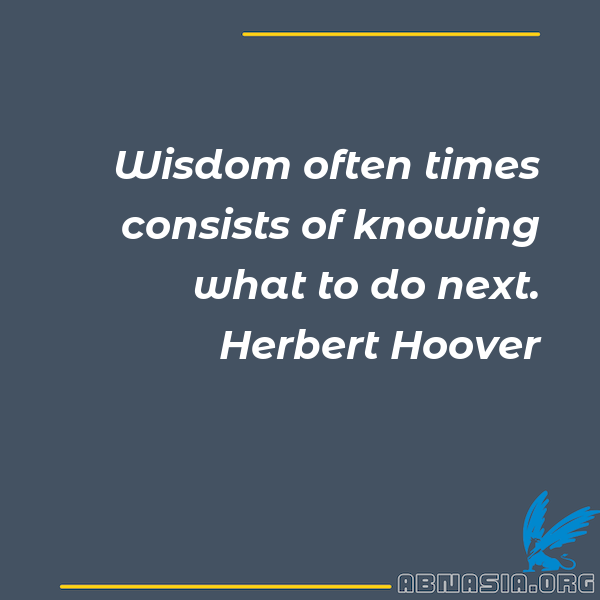 Wisdom often times
consists of knowing
what to do next.
Herbert Hoover
ABNASIA.ORG